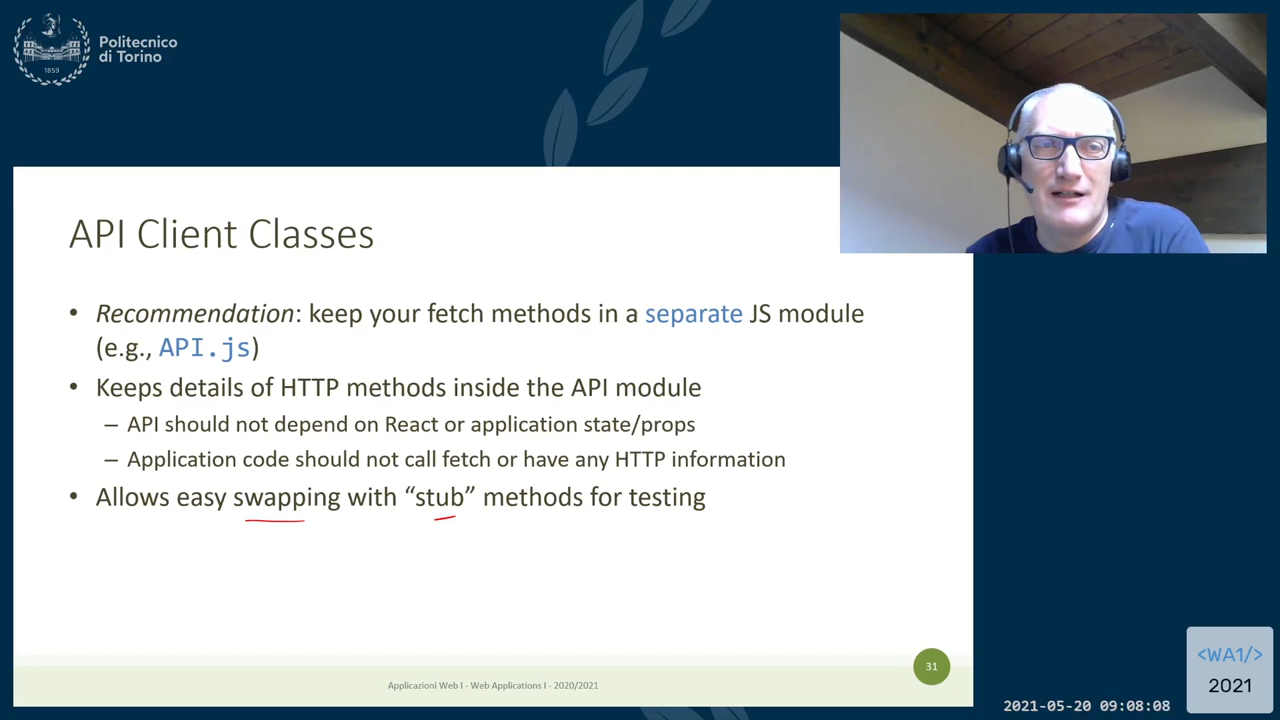 Politecnico
di Torino
1859
API Client Classes
• Recommendation: keep your fetch methods in a separate JS module
(e.g., API.js)
• Keeps details of HTTP methods inside the API module
– API should not depend on React or application state/props
– Application code should not call fetch or have any HTTP information
• Allows easy swapping with “stub” methods for testing
31
Applicazioni Web I - Web Applications I - 2020/2021
<WA1/>
2021
2021-05-20 09:08:08